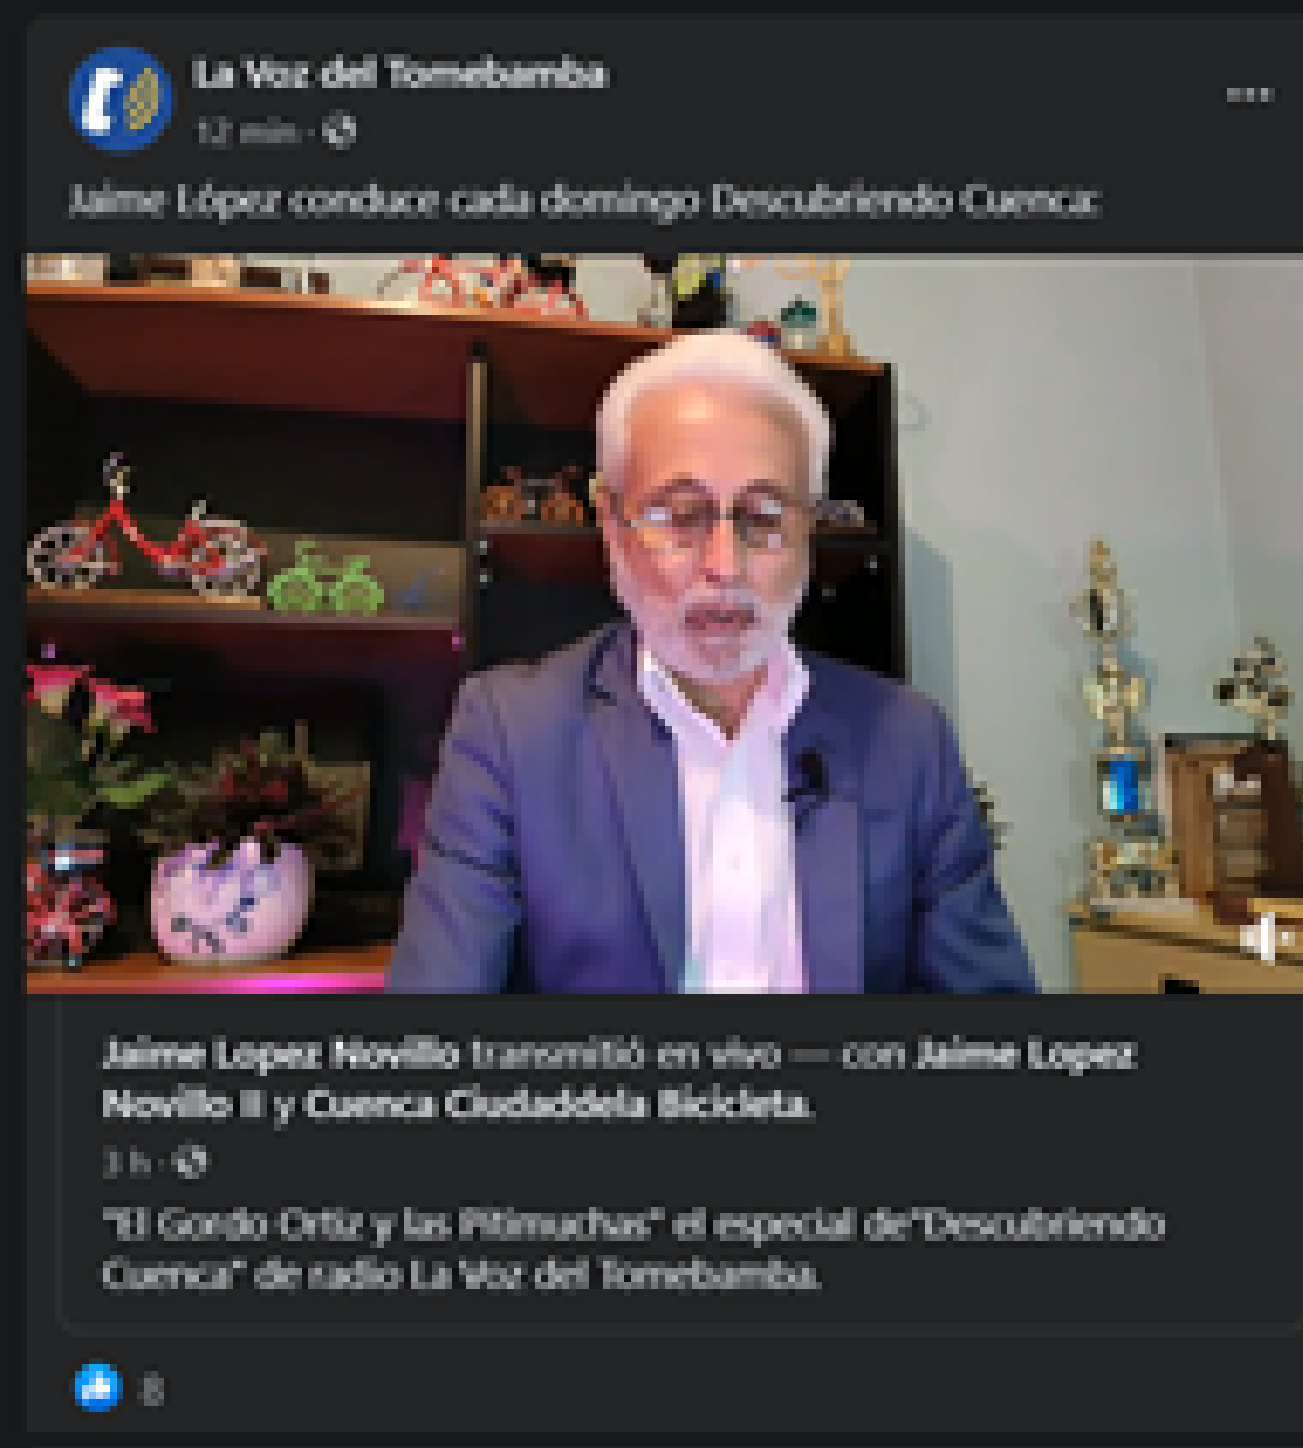 La Voz del Tomebamba
12 min ·
Jaime López conduce cada domingo Descubriendo Cuenca:
Jaime Lopez Novillo transmitió en vivo — con Jaime Lopez
Novillo II y Cuenca Ciudaddela Bicicleta.
3 h ·
"El Gordo Ortiz y las Pitimuchas" el especial de"Descubriendo
Cuenca" de radio La Voz del Tomebamba.
8